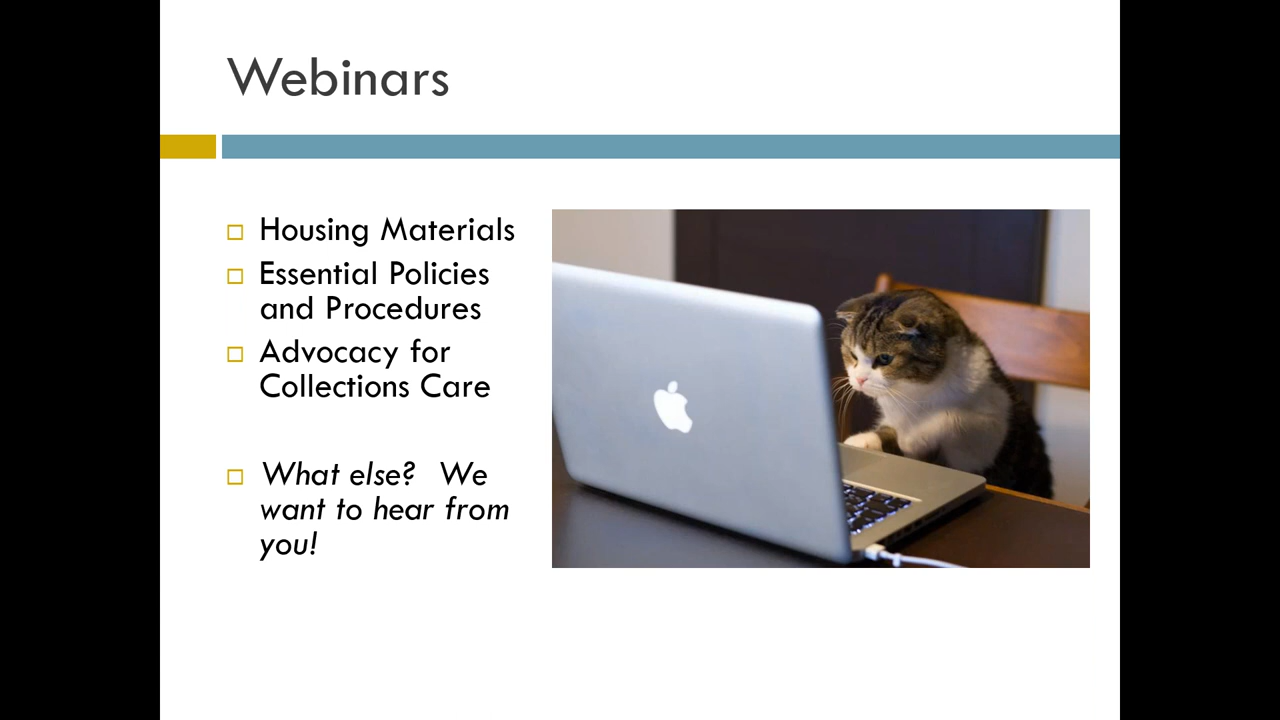 Webinars
Housing Materials
Essential Policies
and Procedures
Advocacy for
Collections Care
What else?  We
want to hear from
you!